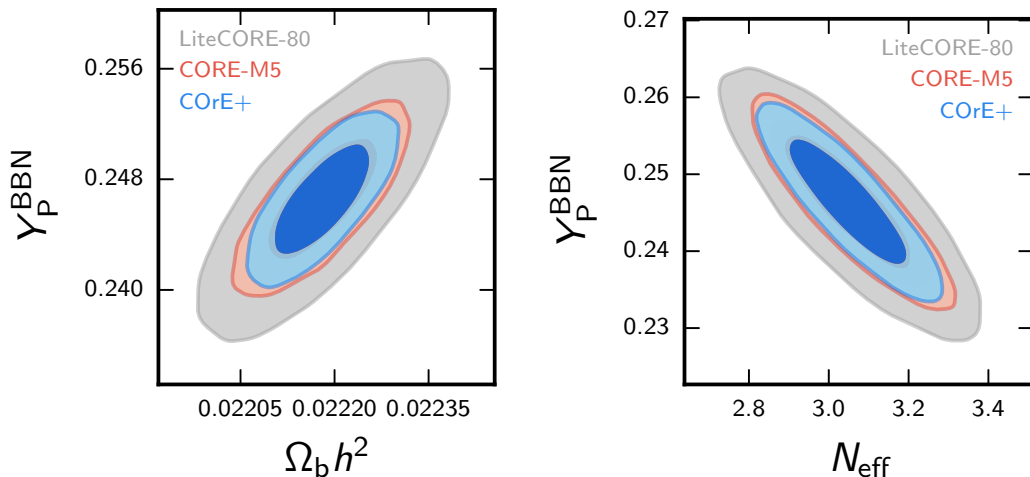 LiteCORE-80
CORE-M5
COrE+
0.256
0.248
0.240
Y_P^BBN
0.02205 0.02220 0.02235
Ω_b h²
LiteCORE-80
CORE-M5
COrE+
0.27
0.26
0.25
0.24
0.23
Y_P^BBN
2.8 3.0 3.2 3.4
N_eff